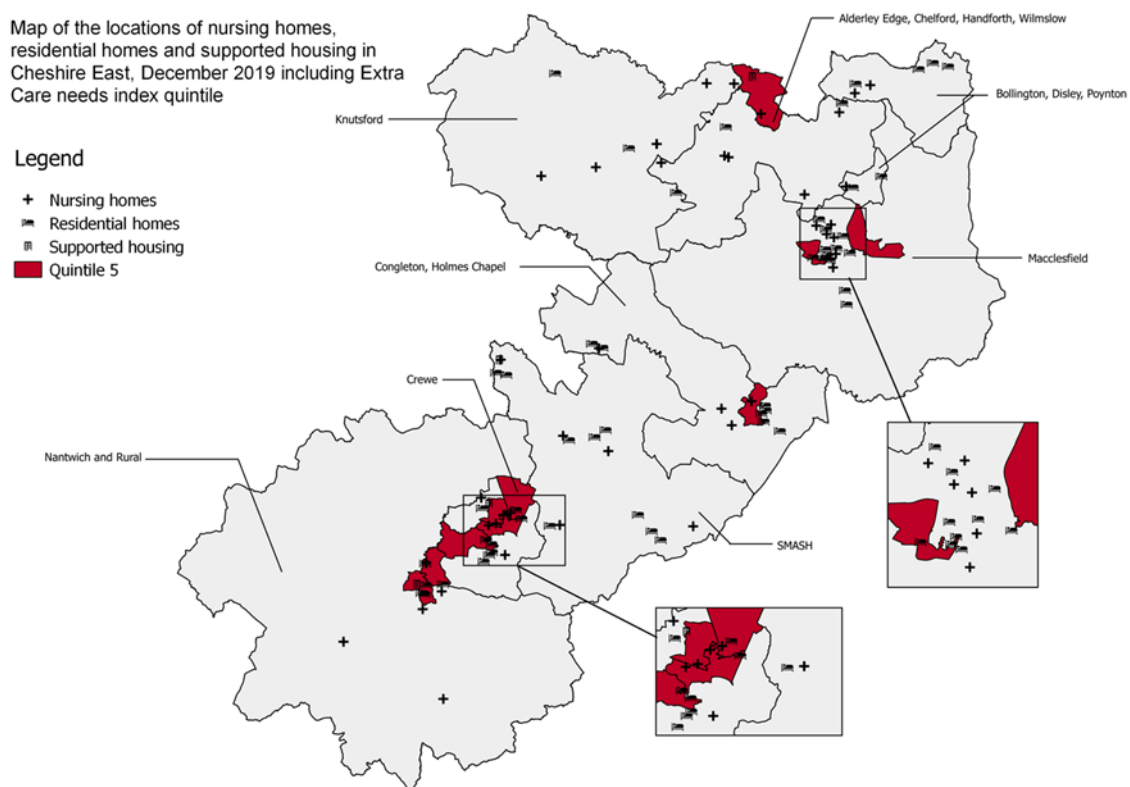 Map of the locations of nursing homes,
residential homes and supported housing in
Cheshire East, December 2019 including Extra
Care needs index quintile
Legend
Nursing homes
Residential homes
Supported housing
Quintile 5
Alderley Edge, Chelford, Handforth, Wilmslow
Bollington, Disley, Poynton
Knutsford
Macclesfield
Congleton, Holmes Chapel
Crewe
Nantwich and Rural
SMASH